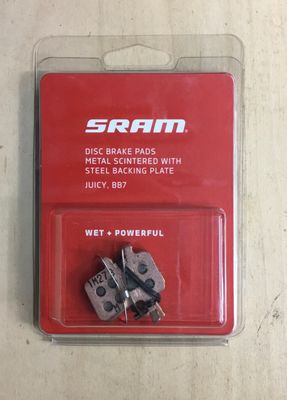 SRAM
DISC BRAKE PADS
METAL SCINTERED WITH
STEEL BACKING PLATE
JUICY, BB7
WET + POWERFUL